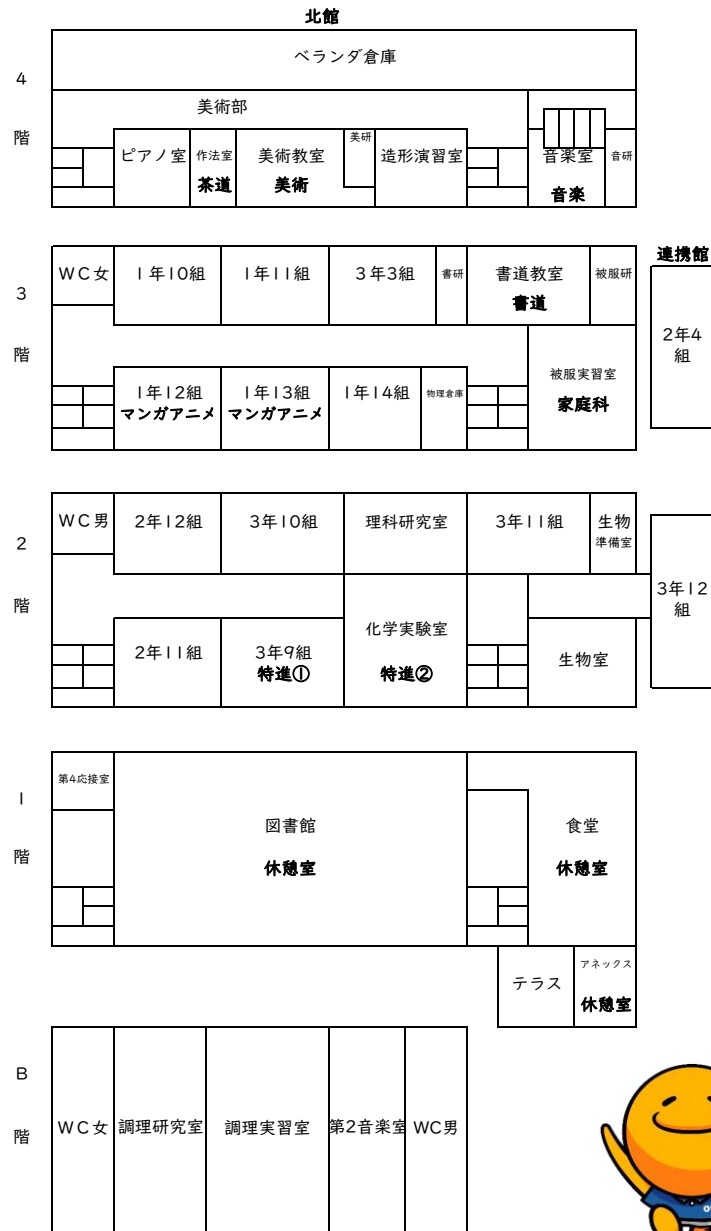 北館
4
階
ベランダ倉庫
美術部
ピアノ室
作法室
茶道
美術教室
美術
美研
造形演習室
音楽室
音楽
音研
3
階
WC女
1年10組
1年11組
3年3組
書研
書道教室
書道
被服研
連携館
2年4
組
1年12組
マンガアニメ
1年13組
マンガアニメ
1年14組
物理倉庫
被服実習室
家庭科
2
階
WC男
2年12組
3年10組
理科研究室
3年11組
生物
準備室
3年12
組
2年11組
3年9組
特進①
化学実験室
特進②
生物室
1
階
第4応接室
図書館
休憩室
食堂
休憩室
テラス
アネックス
休憩室
B
階
WC女
調理研究室
調理実習室
第2音楽室
WC男